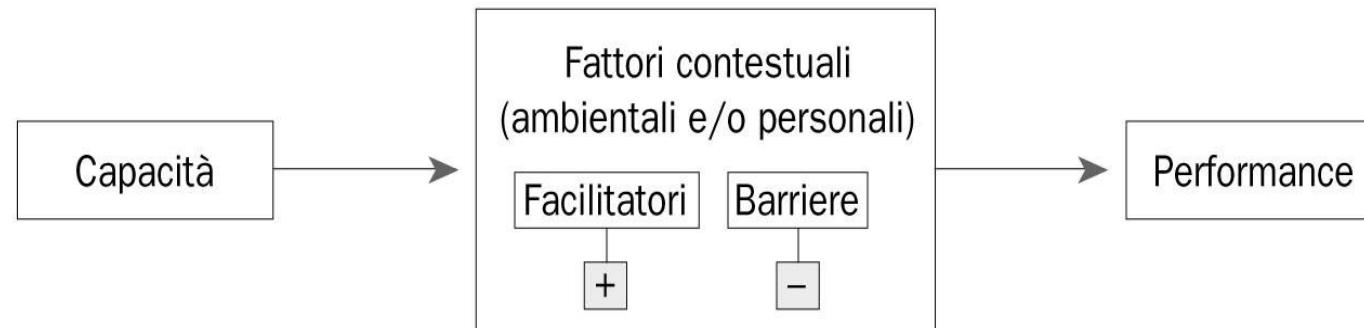 Capacità
Fattori contestuali
(ambientali e/o personali)
Facilitatori
Barriere
+
–
Performance